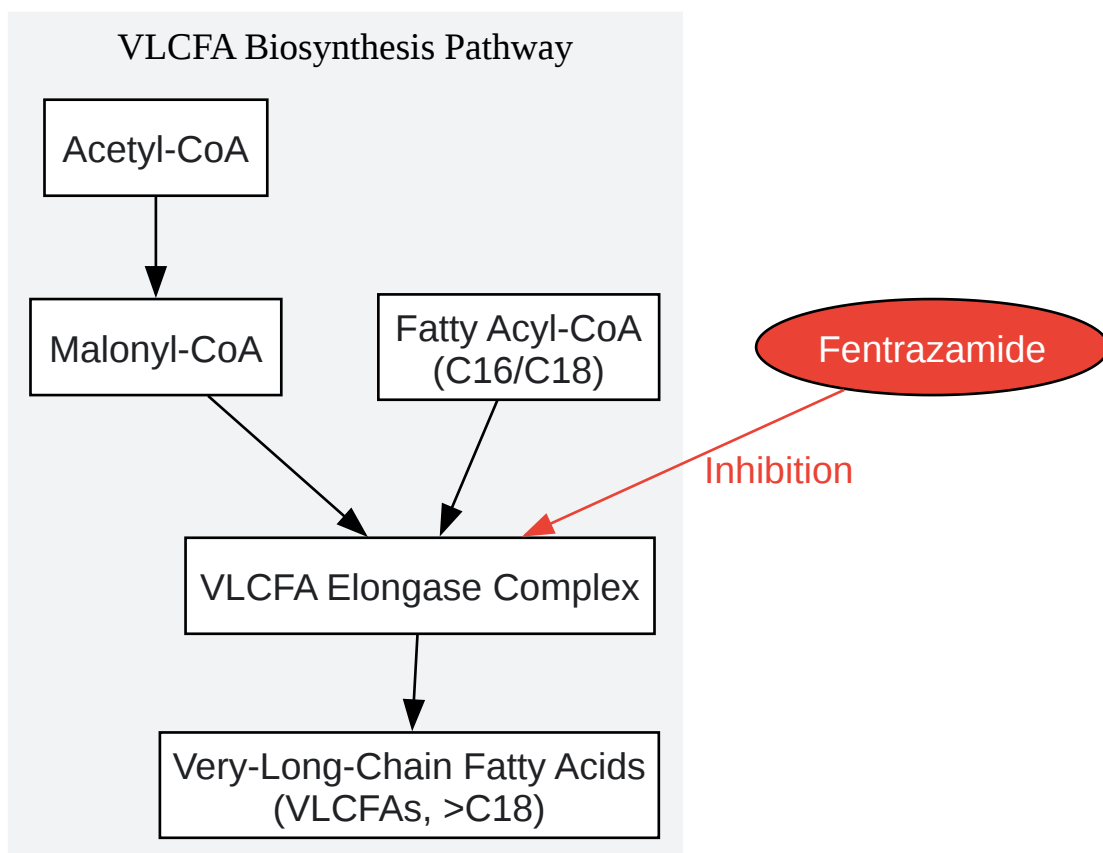 VLCFA Biosynthesis Pathway
Acetyl-CoA
Malonyl-CoA
Fatty Acyl-CoA
(C16/C18)
Fentrazamide
Inhibition
VLCFA Elongase Complex
Very-Long-Chain Fatty Acids
(VLCFAs, >C18)